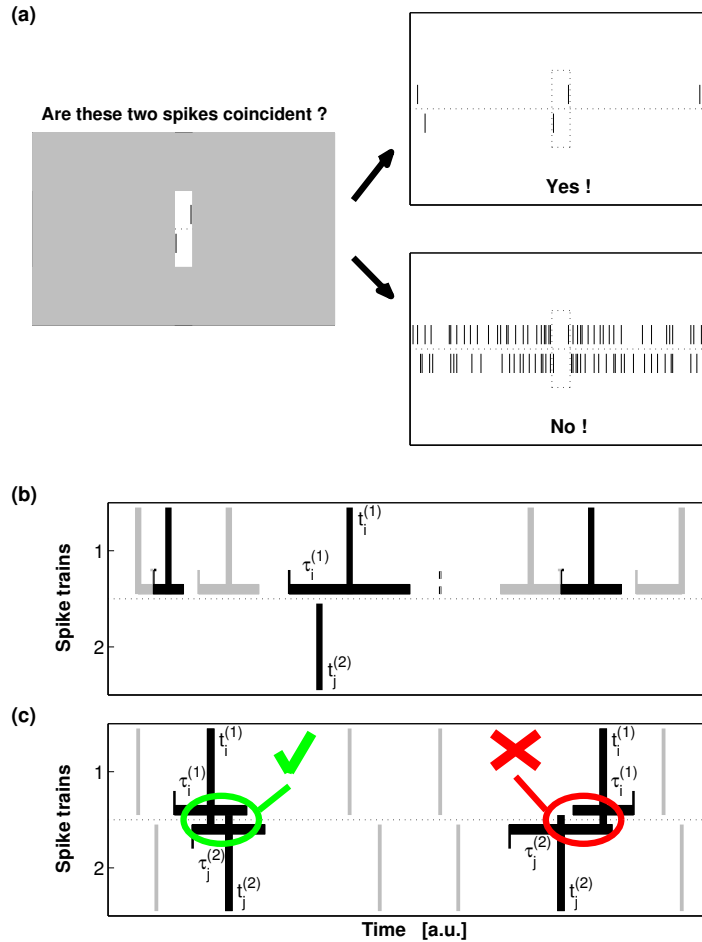 (a)
Are these two spikes coincident ?
Yes !
No !
(b)
Spike trains
1
2
t_i^(1)
τ_i^(1)
t_j^(2)
(c)
Spike trains
1
2
t_i^(1)
τ_i^(1)
τ_j^(2)
t_j^(2)
t_i^(1)
τ_i^(1)
τ_j^(2)
t_j^(2)
Time [a.u.]